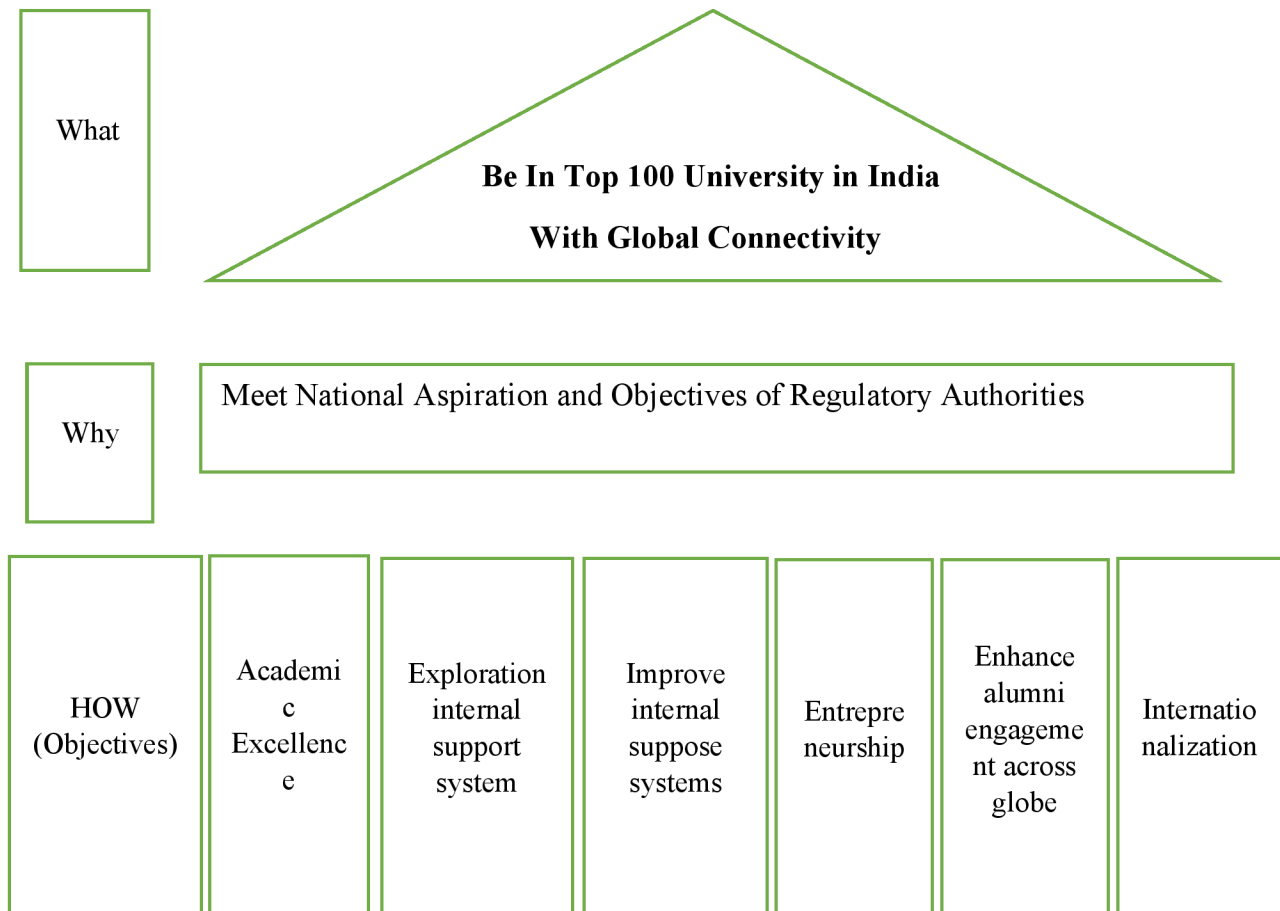 What
Be In Top 100 University in India
With Global Connectivity
Why
Meet National Aspiration and Objectives of Regulatory Authorities
HOW
(Objectives)
Academi
c
Excellenc
e
Exploration
internal
support
system
Improve
internal
suppose
systems
Entrepre
neurship
Enhance
alumni
engageme
nt across
globe
Internatio
nalization